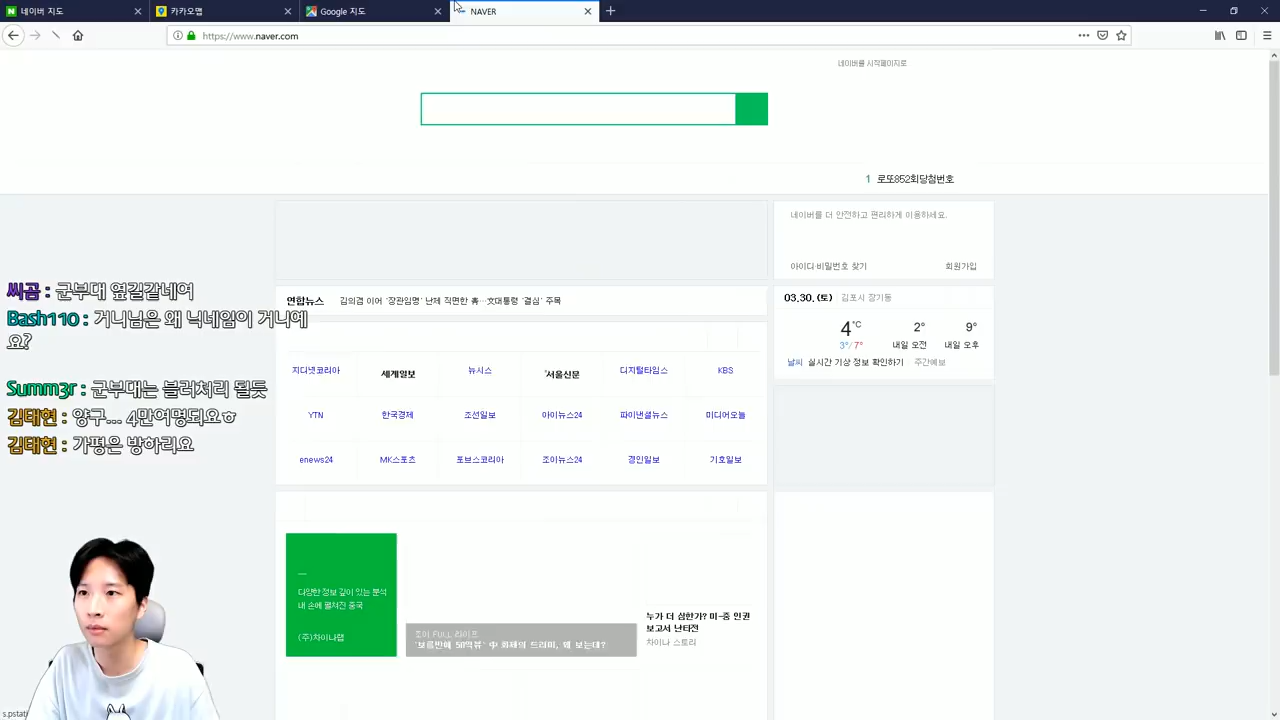 네이버 지도
카카오맵
Google 지도
NAVER
https://www.naver.com
네이버를 시작페이지로
1 로또852회당첨번호
네이버를 더 안전하고 편리하게 이용하세요.
아이디·비밀번호 찾기
회원가입
연합뉴스
김의겸 이어 '장관임명' 난제 직면한 靑…文대통령 '결심' 주목
03.30. (토) 김포시 장기동
4°C
3°/7°
2°
내일 오전
9°
내일 오후
날씨 실시간 기상 정보 확인하기 주간예보
지디넷코리아
세계일보
뉴시스
서울신문
디지털타임스
KBS
YTN
한국경제
조선일보
아이뉴스24
파이낸셜뉴스
미디어오늘
enews24
MK스포츠
포브스코리아
조이뉴스24
경인일보
기호일보
씨곰 : 군부대 옆길같네여
Bash110 : 거니님은 왜 닉네임이 거니에
요?
Summ3r : 군부대는 블러처리 될듯
김태현 : 양구... 4만여명되요ㅎ
김태현 : 가평은 방하리요
다양한 정보 깊이 있는 분석
내 손에 펼쳐진 중국
(주)차이나랩
조이 FULL 라이프
'보름만에 50억뷰' 中 화제의 드라마, 왜 보는데?
누가 더 심한가? 미-중 인권
보고서 난타전
차이나 스토리